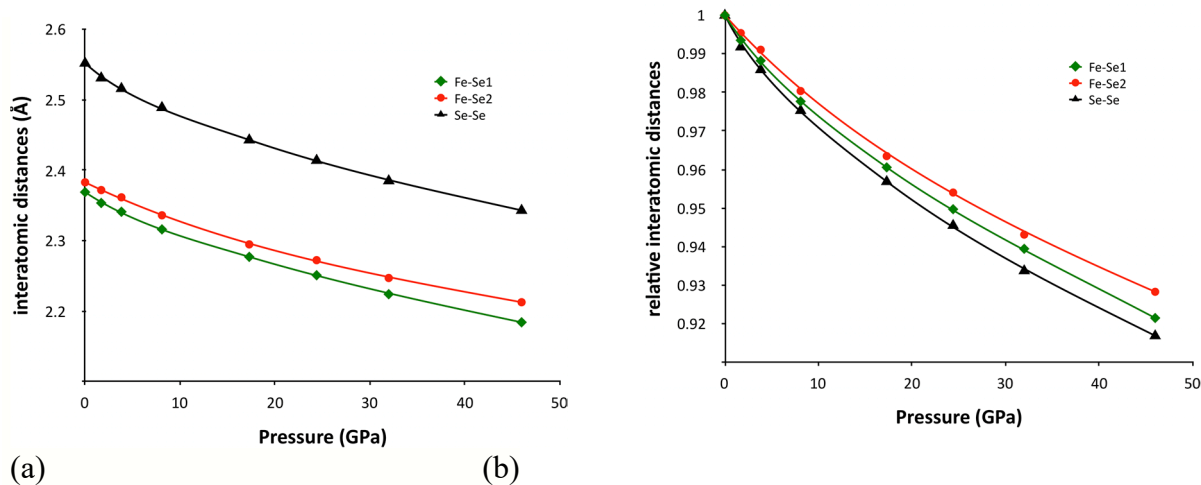 interatomic distances (Å)
2.6
2.5
2.4
2.3
2.2
0
10
20
30
40
50
Pressure (GPa)
Fe-Se1
Fe-Se2
Se-Se
(a)
relative interatomic distances
1
0.99
0.98
0.97
0.96
0.95
0.94
0.93
0.92
0
10
20
30
40
50
Pressure (GPa)
Fe-Se1
Fe-Se2
Se-Se
(b)